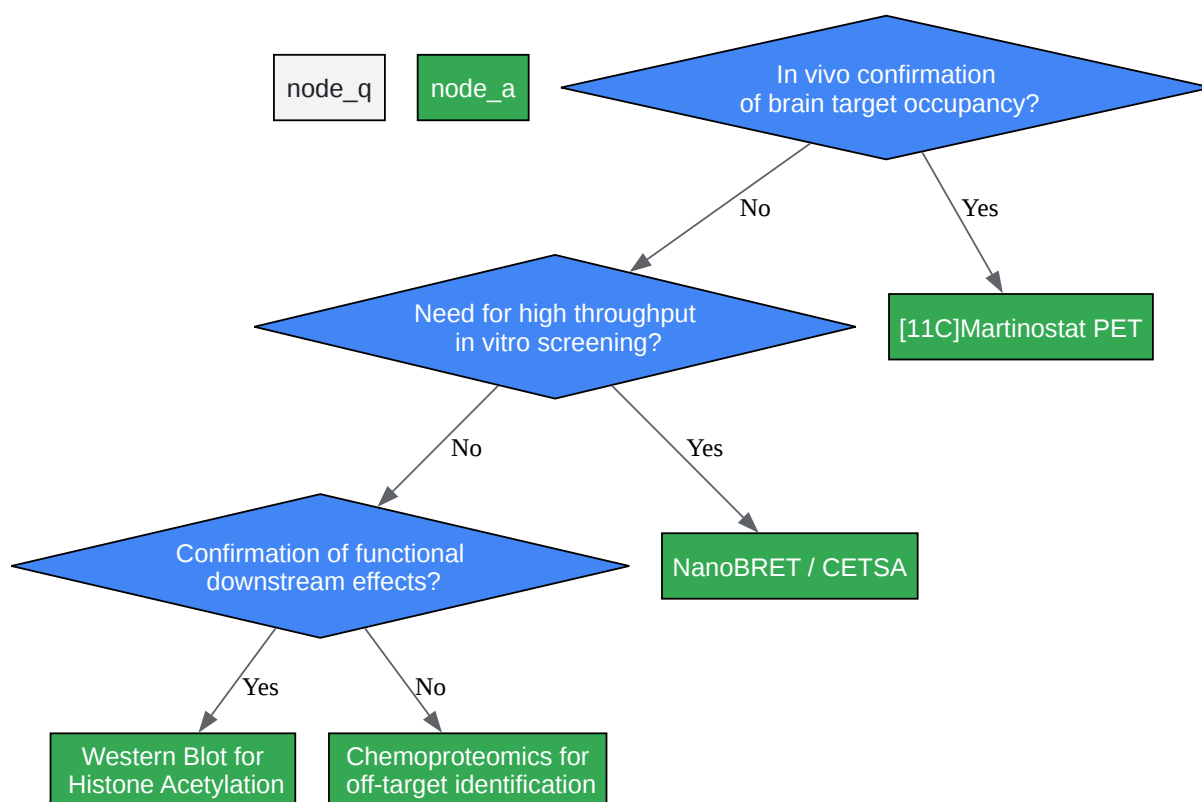 node_q
node_a
In vivo confirmation
of brain target occupancy?
No
Yes
Need for high throughput
in vitro screening?
[11C]Martinostat PET
No
Yes
Confirmation of functional
downstream effects?
NanoBRET / CETSA
Yes
No
Western Blot for
Histone Acetylation
Chemoproteomics for
off-target identification